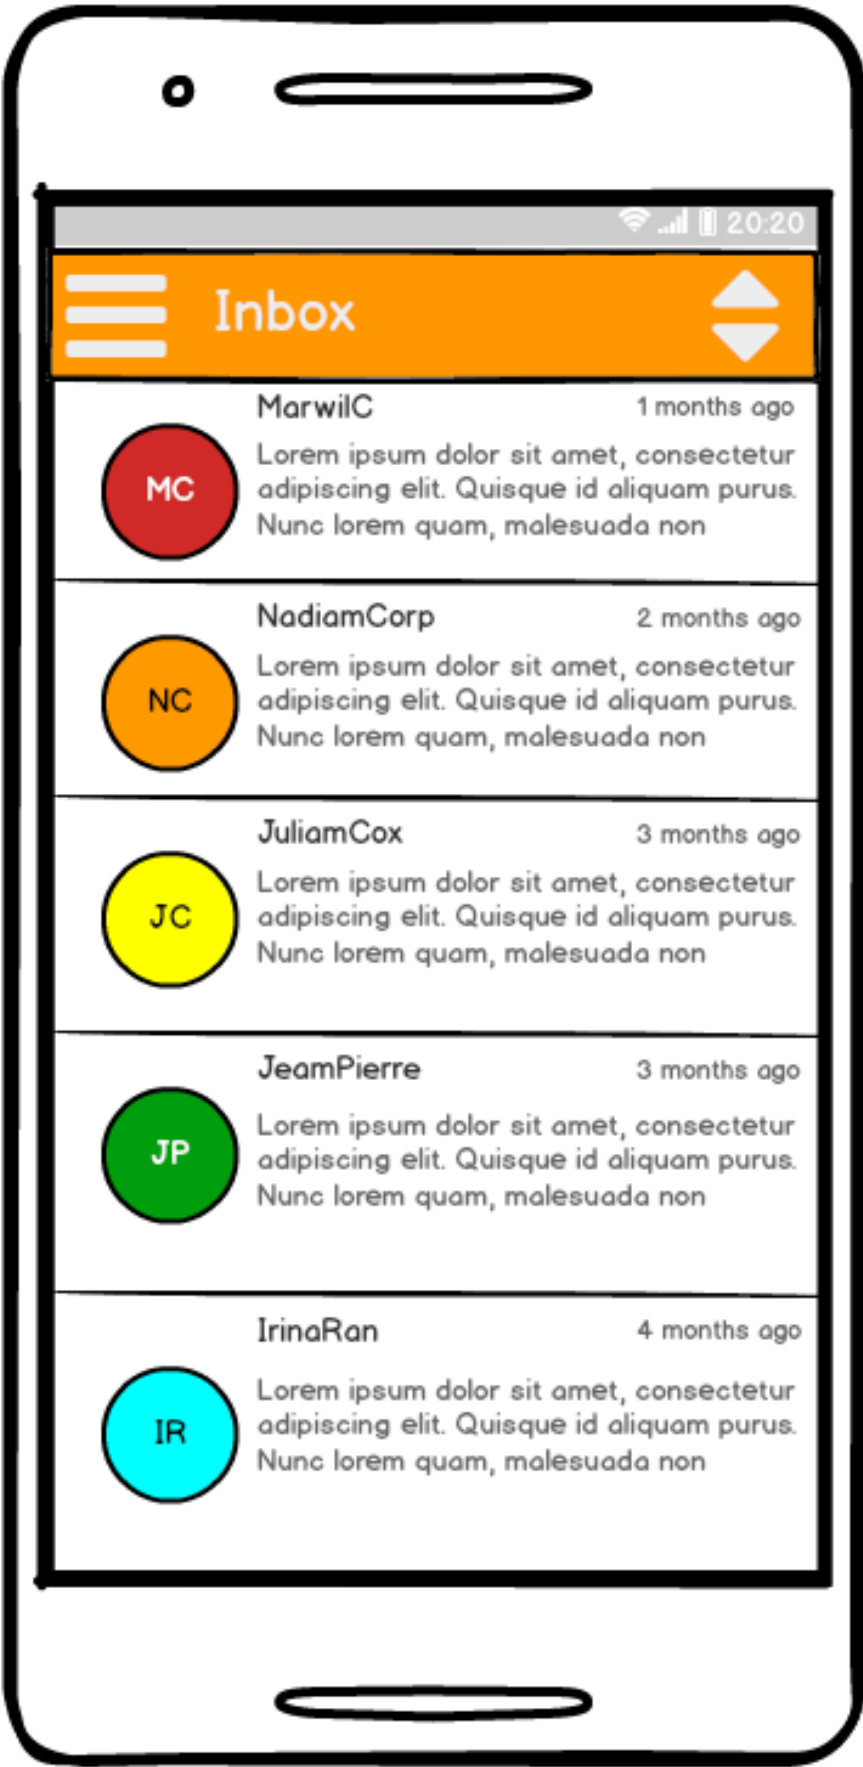 20:20
Inbox
MarwilC 1 months ago
MC
Lorem ipsum dolor sit amet, consectetur
adipiscing elit. Quisque id aliquam purus.
Nunc lorem quam, malesuada non
NadiamCorp 2 months ago
NC
Lorem ipsum dolor sit amet, consectetur
adipiscing elit. Quisque id aliquam purus.
Nunc lorem quam, malesuada non
JuliamCox 3 months ago
JC
Lorem ipsum dolor sit amet, consectetur
adipiscing elit. Quisque id aliquam purus.
Nunc lorem quam, malesuada non
JeamPierre 3 months ago
JP
Lorem ipsum dolor sit amet, consectetur
adipiscing elit. Quisque id aliquam purus.
Nunc lorem quam, malesuada non
IrinaRan 4 months ago
IR
Lorem ipsum dolor sit amet, consectetur
adipiscing elit. Quisque id aliquam purus.
Nunc lorem quam, malesuada non